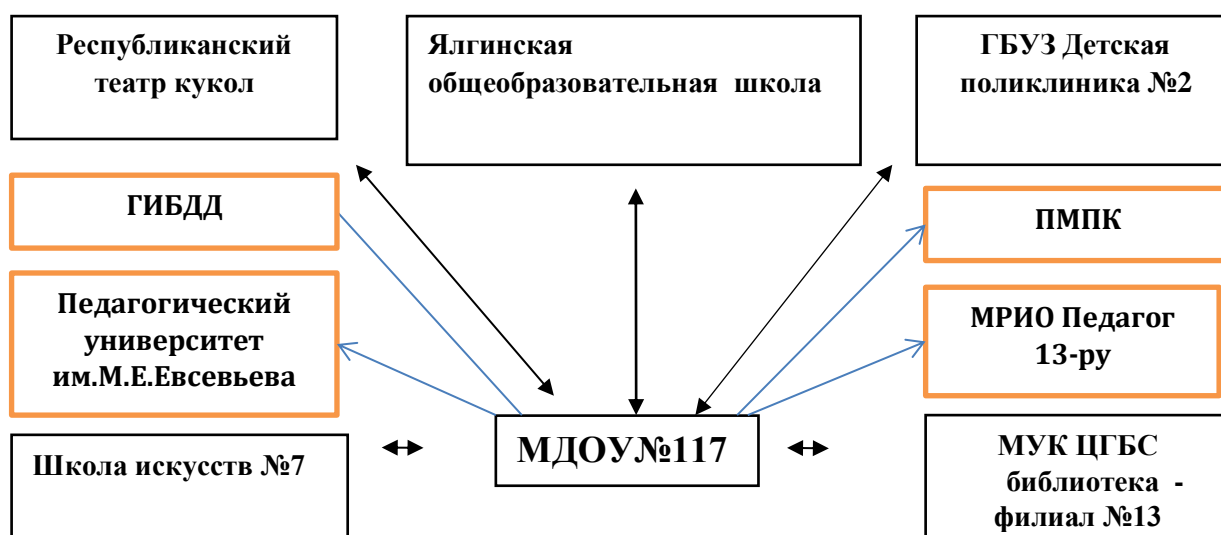 Республиканский
театр кукол
Ялгинская
общеобразовательная школа
ГБУЗ Детская
поликлиника №2
ГИБДД
ПМПК
Педагогический
университет
им.М.Е.Евсевьева
МРИО Педагог
13-ру
Школа искусств №7
МДОУ№117
МУК ЦГБС
библиотека -
филиал №13